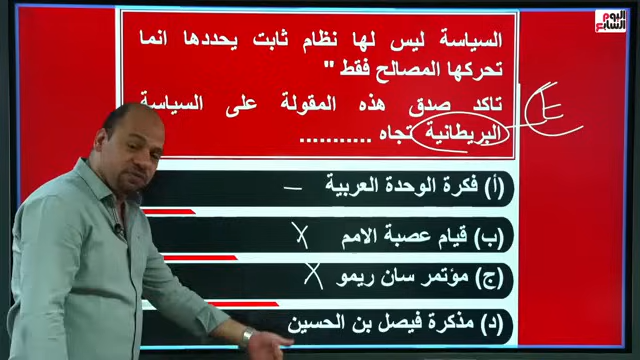 اليوم السابع
السياسة ليس لها نظام ثابت يحددها انما
تحركها المصالح فقط "
تاكد صدق هذه المقولة على السياسة
البريطانية تجاه ...........
(أ) فكرة الوحدة العربية
(ب) قيام عصبة الامم
(ج) مؤتمر سان ريمو
(د) مذكرة فيصل بن الحسين